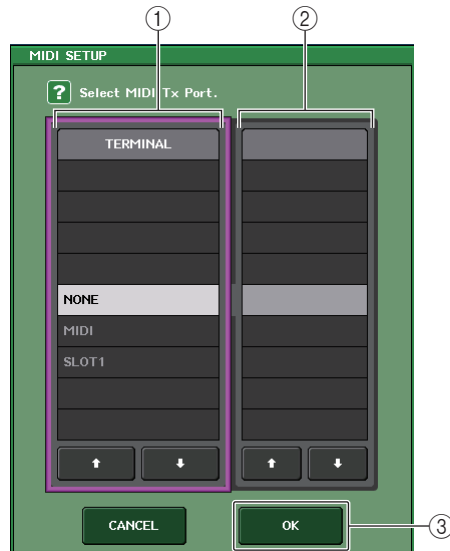 ① ②
MIDI SETUP
? Select MIDI Tx Port.
TERMINAL
NONE
MIDI
SLOT1
CANCEL OK ③